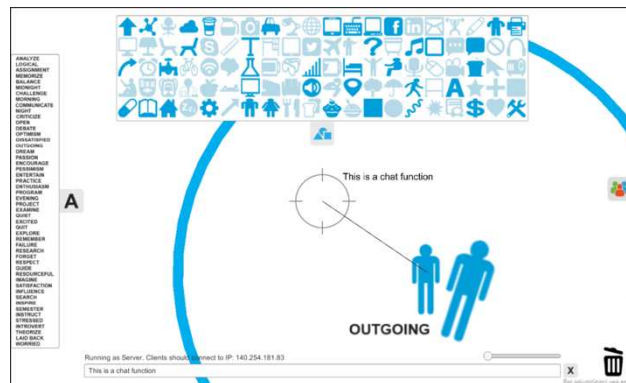 ANALYZE
LOGICAL
ASSIGNMENT
MEMORIZE
BALANCE
MIDNIGHT
CHALLENGE
MORNING
COMMUNICATE
NIGHT
CRITICIZE
OPEN
DEBATE
OPTIMISM
DISSATISFIED
OUTGOING
DREAM
PASSION
ENCOURAGE
PESSIMISM
ENTERTAIN
PRACTICE
ENTHUSIASM
PROGRAM
EVENING
PROJECT
EXAMINE
QUIET
EXCITED
QUIT
EXPLORE
REMEMBER
FAILURE
RESEARCH
FORGET
RESPECT
GUIDE
RESOURCEFUL
IMAGINE
SATISFACTION
INFLUENCE
SEARCH
INSPIRE
SEMESTER
INSTRUCT
STRESSED
INTROVERT
THEORIZE
LAID BACK
WORRIED
A
This is a chat function
OUTGOING
Running as Server. Clients should connect to IP: 140.254.181.83
This is a chat function
X